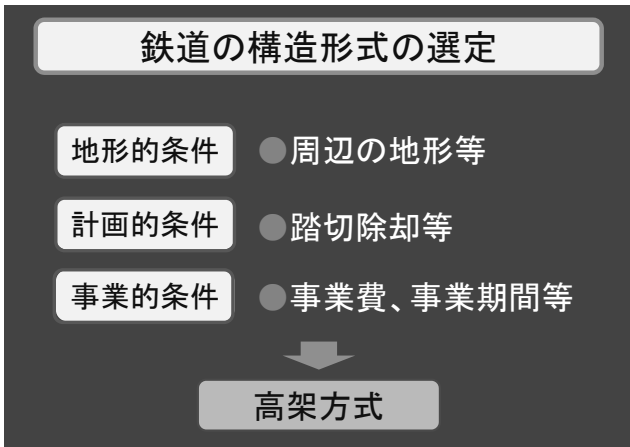 鉄道の構造形式の選定
地形的条件 ●周辺の地形等
計画的条件 ●踏切除却等
事業的条件 ●事業費、事業期間等
高架方式